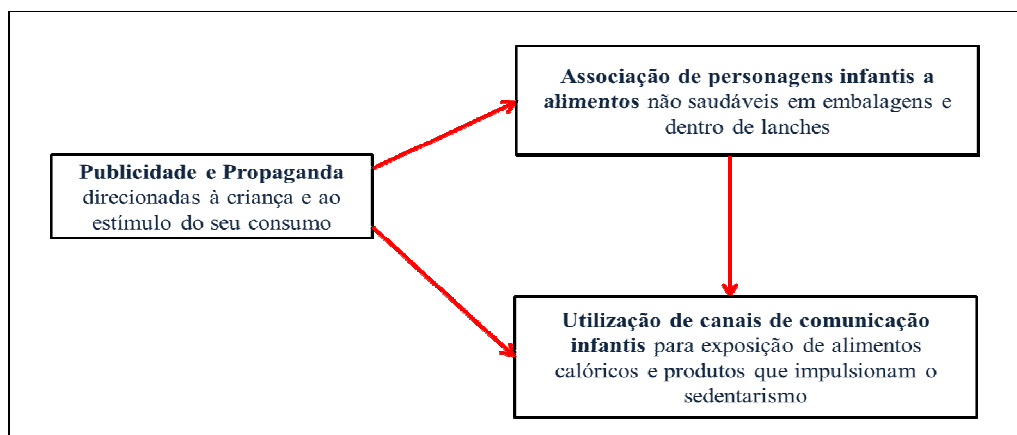 Associação de personagens infantis a
alimentos não saudáveis em embalagens e
dentro de lanches
Publicidade e Propaganda
direcionadas à criança e ao
estímulo do seu consumo
Utilização de canais de comunicação
infantis para exposição de alimentos
calóricos e produtos que impulsionam o
sedentarismo